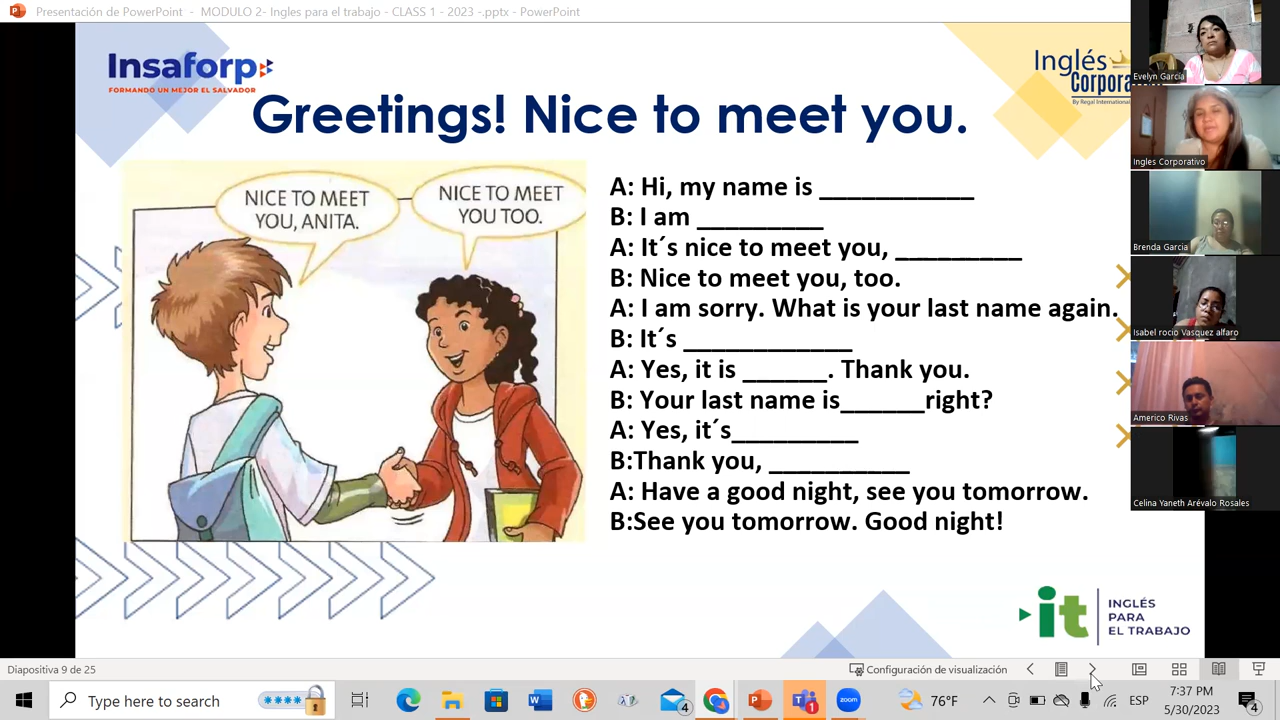 Presentación de PowerPoint - MODULO 2- Ingles para el trabajo - CLASS 1 - 2023 -.pptx - PowerPoint
Insaforp
FORMANDO UN MEJOR EL SALVADOR
Inglés
Corpora
By Regal International
Greetings! Nice to meet you.
NICE TO MEET
YOU, ANITA.
NICE TO MEET
YOU TOO.
A: Hi, my name is ___________
B: I am _________
A: It´s nice to meet you, _________
B: Nice to meet you, too.
A: I am sorry. What is your last name again.
B: It´s ____________
A: Yes, it is ______. Thank you.
B: Your last name is______right?
A: Yes, it´s_________
B:Thank you, __________
A: Have a good night, see you tomorrow.
B:See you tomorrow. Good night!
it
INGLÉS
PARA
EL TRABAJO
Evelyn García
Ingles Corporativo
Brenda Garcia
Isabel rocio Vasquez alfaro
Americo Rivas
Celina Yaneth Arévalo Rosales
Diapositiva 9 de 25
Configuración de visualización
Type here to search
4
1
zoom
76°F
ESP
7:37 PM
5/30/2023
4